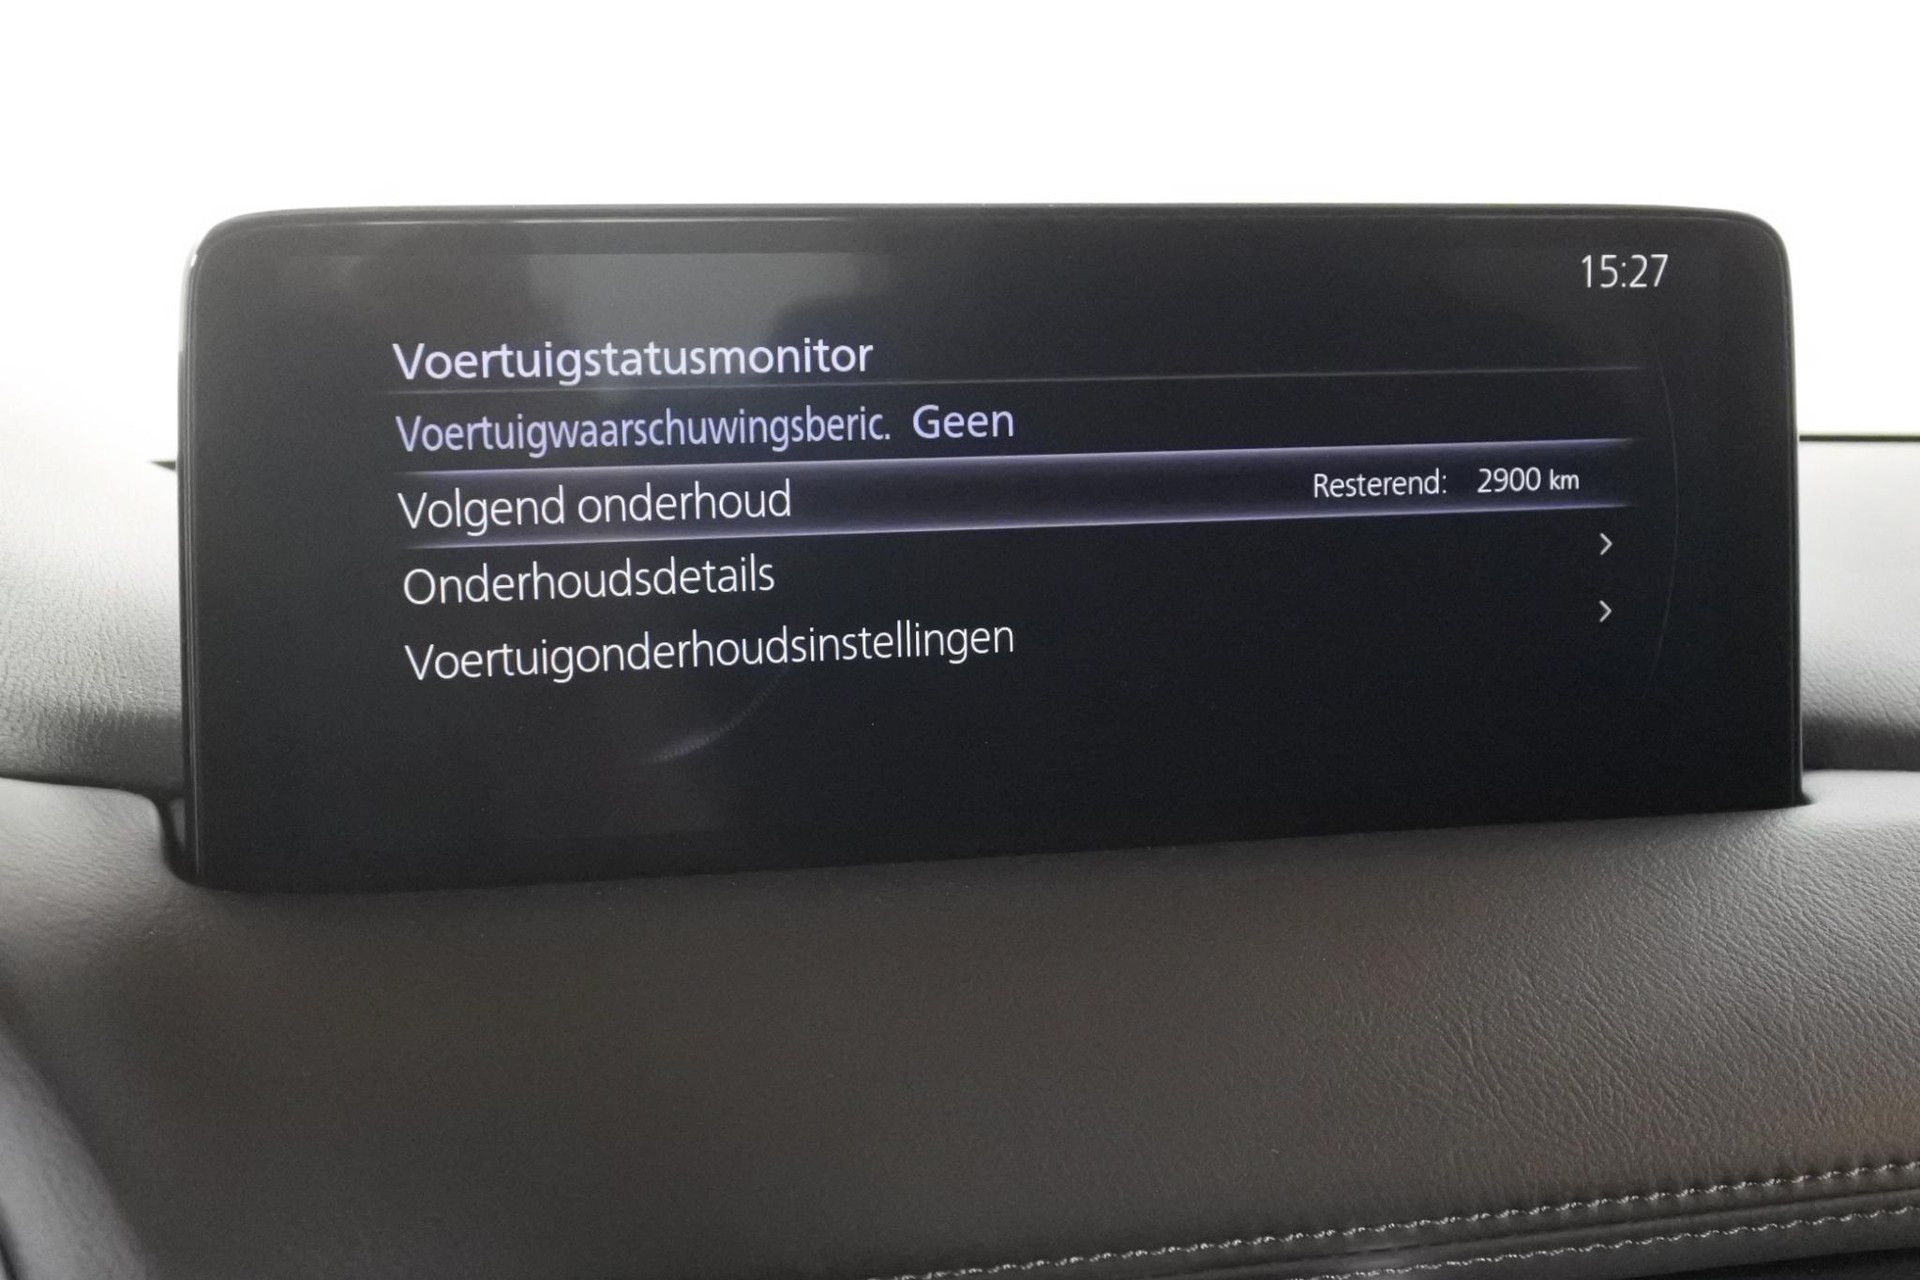 15:27
Voertuigstatusmonitor
Voertuigwaarschuwingsberic. Geen
Volgend onderhoud Resterend: 2900 km
Onderhoudsdetails
Voertuigonderhoudsinstellingen